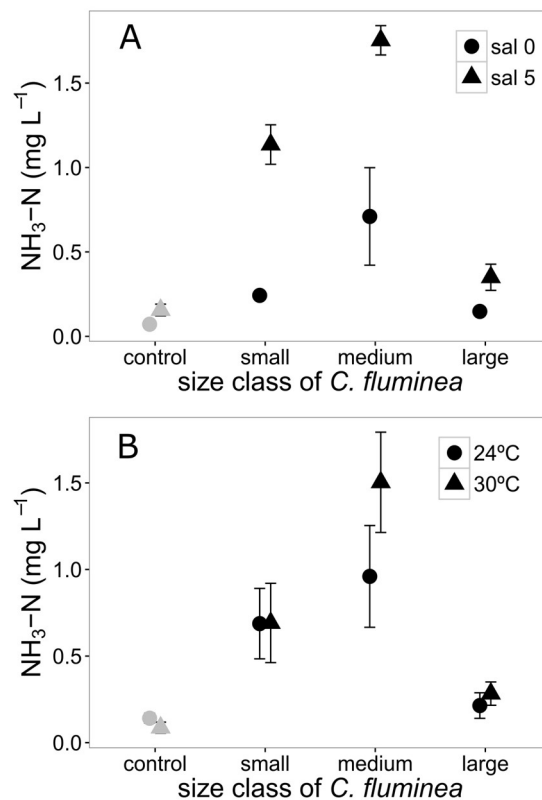 A
sal 0
sal 5
NH₃−N (mg L⁻¹)
1.5
1.0
0.5
0.0
control small medium large
size class of C. fluminea
B
24ºC
30ºC
NH₃−N (mg L⁻¹)
1.5
1.0
0.5
0.0
control small medium large
size class of C. fluminea